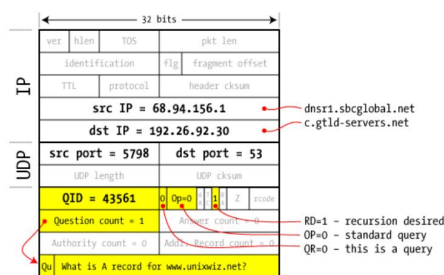 32 bits
ver hlen TOS pkt len
identification flg fragment offset
TTL protocol header cksum
IP
src IP = 68.94.156.1
dnsr1.sbcglobal.net
dst IP = 192.26.92.30
c.gtld-servers.net
UDP
src port = 5798 dst port = 53
UDP length UDP cksum
QID = 43561 0 Op=0 1 Z rcode
Question count = 1 Answer count = 0
RD=1 – recursion desired
Authority count = 0 Addl. Record count = 0
OP=0 – standard query
QR=0 – this is a query
Qu What is A record for www.unixwiz.net?